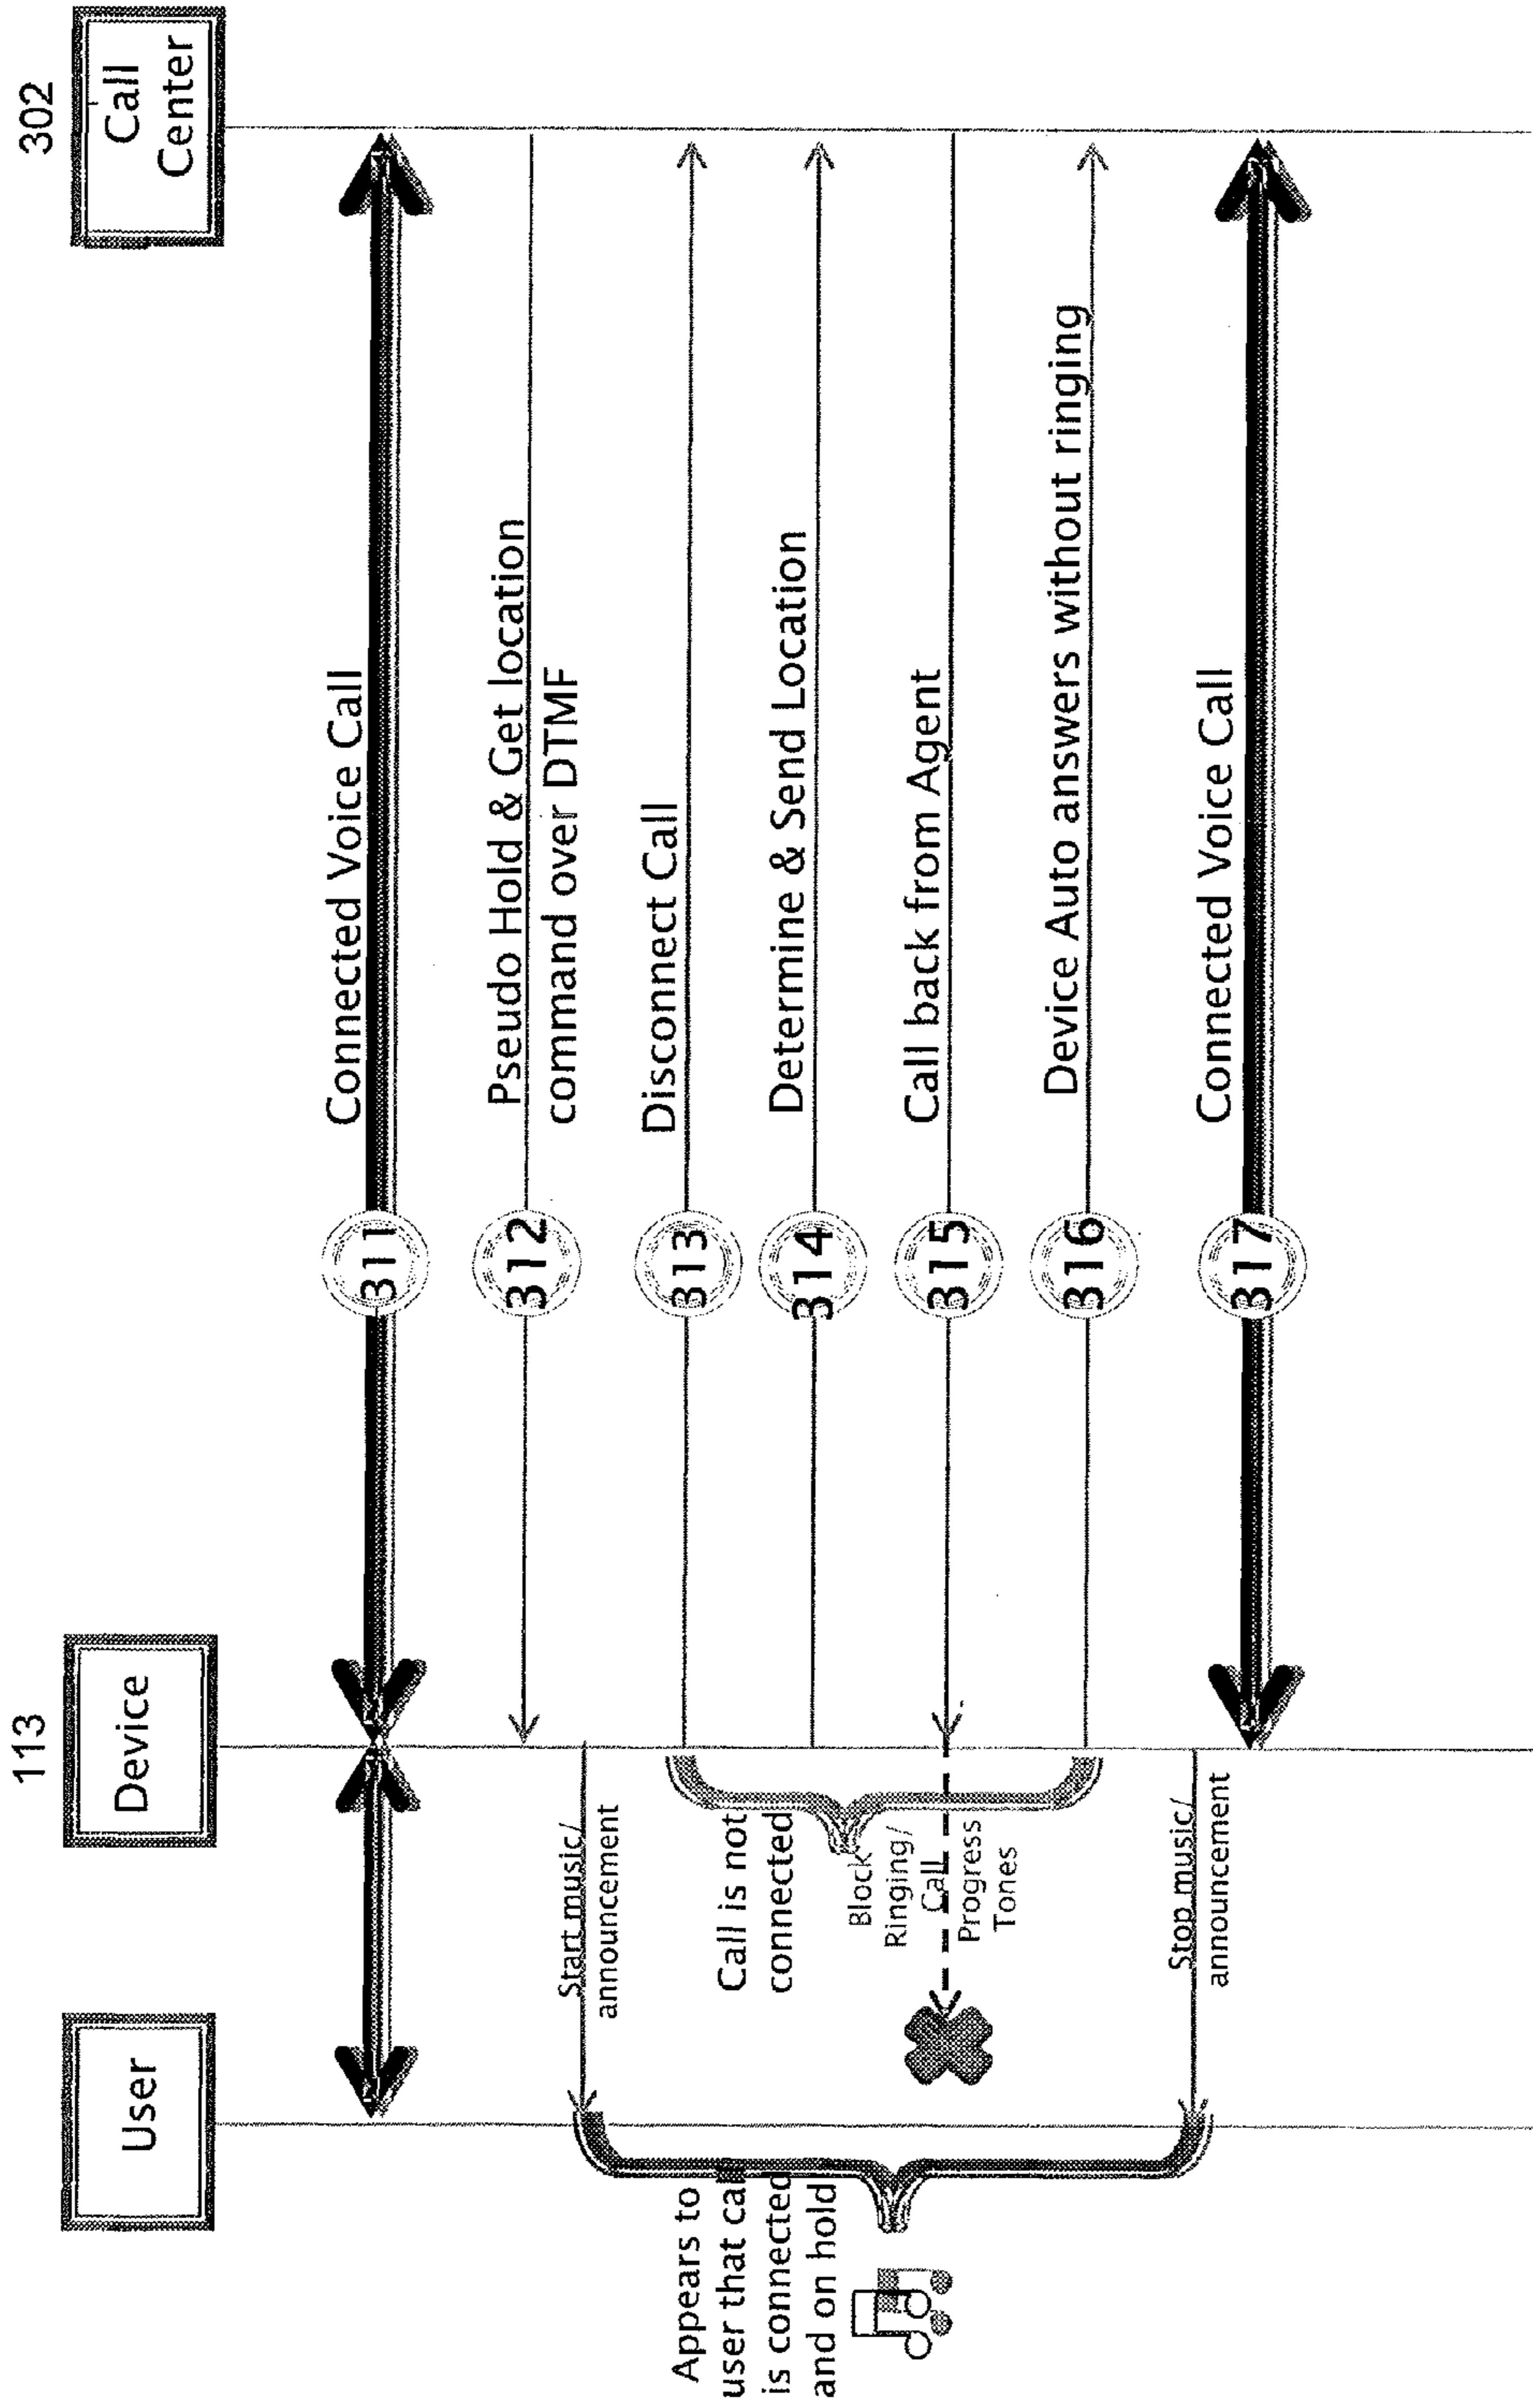 113
302
User
Device
Call
Center
311
Connected Voice Call
312
Pseudo Hold & Get location
command over DTMF
Start music/
announcement
313
Disconnect Call
314
Determine & Send Location
Call is not
connected
Appears to
user that call
is connected
and on hold
315
Call back from Agent
Block
Ringing/
Call
Progress
Tones
316
Device Auto answers without ringing
Stop music/
announcement
317
Connected Voice Call